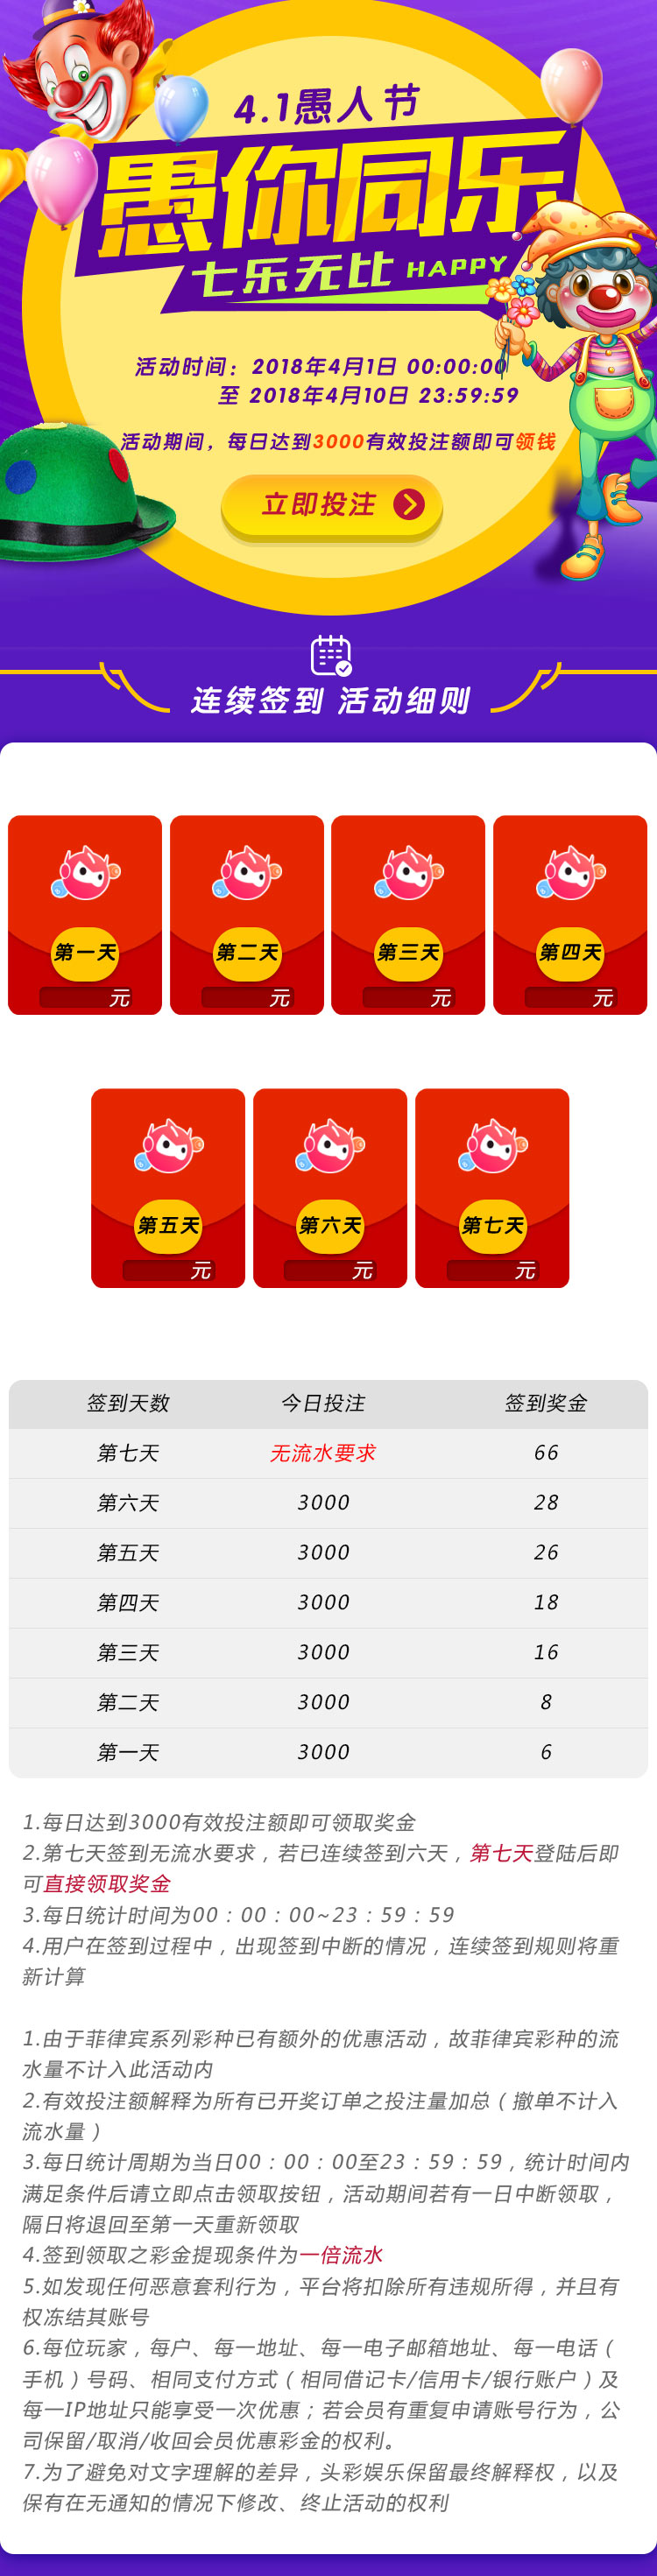 4.1愚人节
愚你同乐
七乐无比 HAPPY
活动时间：2018年4月1日 00:00:00
至 2018年4月10日 23:59:59
活动期间，每日达到3000有效投注额即可领钱
立即投注
连续签到 活动细则
第一天 第二天 第三天 第四天
元 元 元 元
第五天 第六天 第七天
元 元 元
签到天数 今日投注 签到奖金
第七天 无流水要求 66
第六天 3000 28
第五天 3000 26
第四天 3000 18
第三天 3000 16
第二天 3000 8
第一天 3000 6
1.每日达到3000有效投注额即可领取奖金
2.第七天签到无流水要求，若已连续签到六天，第七天登陆后即
可直接领取奖金
3.每日统计时间为00：00：00~23：59：59
4.用户在签到过程中，出现签到中断的情况，连续签到规则将重
新计算
1.由于菲律宾系列彩种已有额外的优惠活动，故菲律宾彩种的流
水量不计入此活动内
2.有效投注额解释为所有已开奖订单之投注量加总（撤单不计入
流水量）
3.每日统计周期为当日00：00：00至23：59：59，统计时间内
满足条件后请立即点击领取按钮，活动期间若有一日中断领取，
隔日将退回至第一天重新领取
4.签到领取之彩金提现条件为一倍流水
5.如发现任何恶意套利行为，平台将扣除所有违规所得，并且有
权冻结其账号
6.每位玩家，每户、每一地址、每一电子邮箱地址、每一电话（
手机）号码、相同支付方式（相同借记卡/信用卡/银行账户）及
每一IP地址只能享受一次优惠；若会员有重复申请账号行为，公
司保留/取消/收回会员优惠彩金的权利。
7.为了避免对文字理解的差异，头彩娱乐保留最终解释权，以及
保有在无通知的情况下修改、终止活动的权利